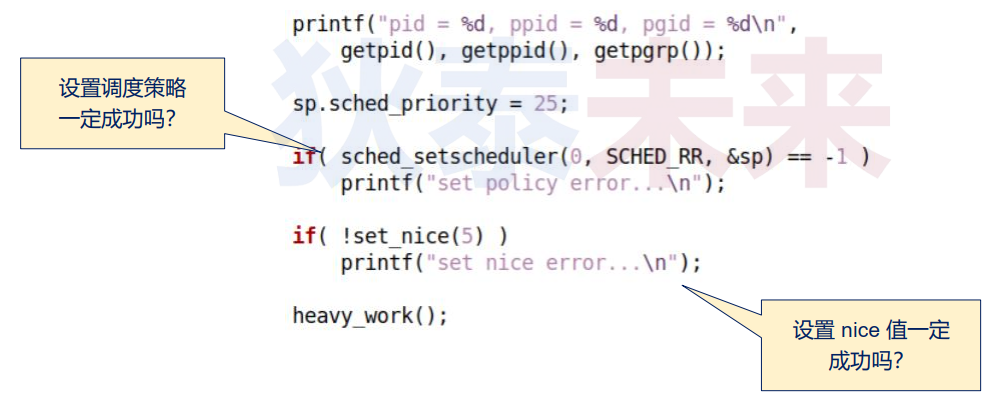 printf("pid = %d, ppid = %d, pgid = %d\n",
getpid(), getppid(), getpgrp());
设置调度策略
一定成功吗?
sp.sched_priority = 25;
if( sched_setscheduler(0, SCHED_RR, &sp) == -1 )
printf("set policy error...\n");
if( !set_nice(5) )
printf("set nice error...\n");
heavy_work();
设置 nice 值一定
成功吗?
狄泰未来